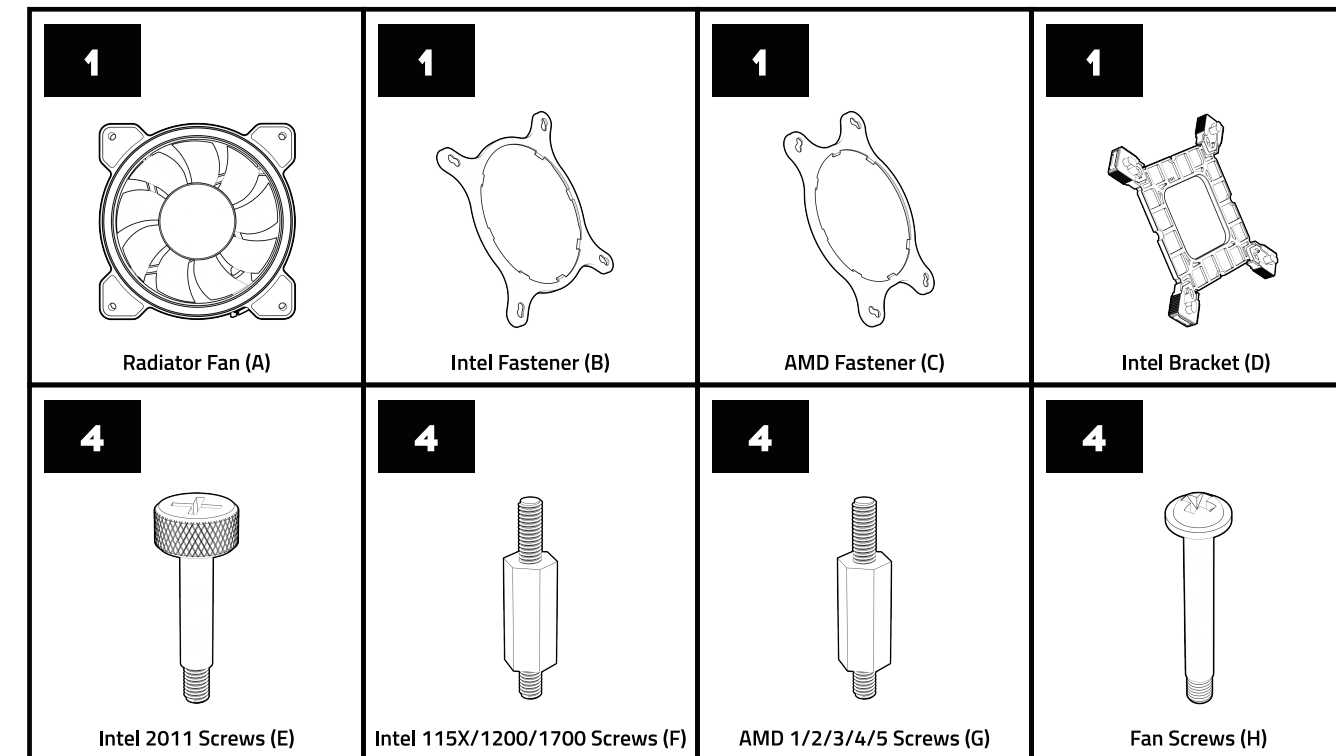 1
1
1
1
Radiator Fan (A)
Intel Fastener (B)
AMD Fastener (C)
Intel Bracket (D)
4
4
4
4
Intel 2011 Screws (E)
Intel 115X/1200/1700 Screws (F)
AMD 1/2/3/4/5 Screws (G)
Fan Screws (H)